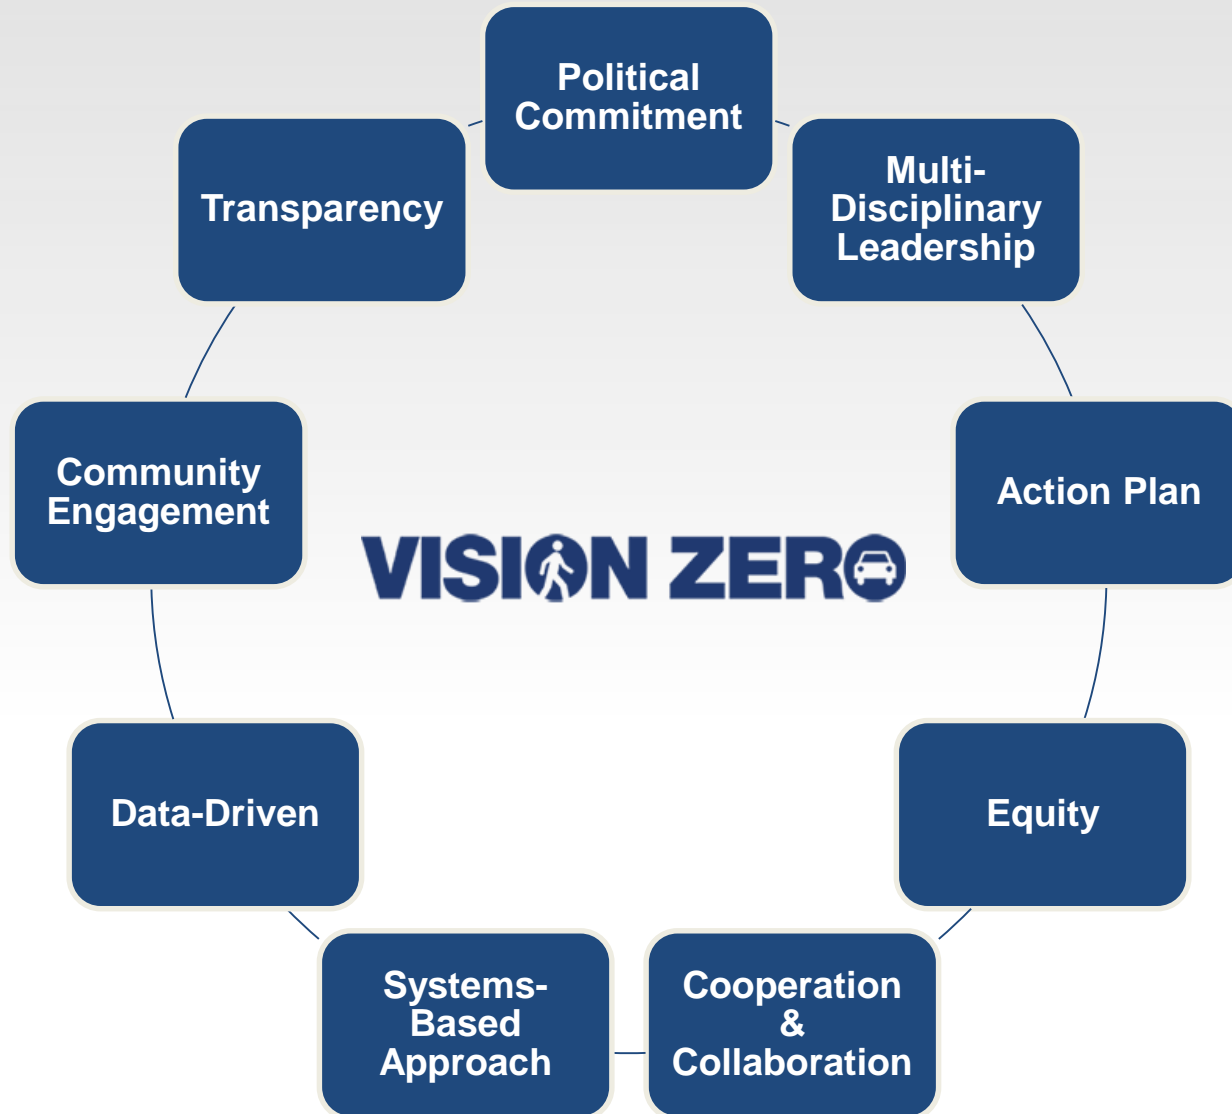 Political
Commitment
Multi-
Disciplinary
Leadership
Action Plan
Equity
Cooperation
&
Collaboration
Systems-
Based
Approach
Data-Driven
Community
Engagement
Transparency
VISION ZERO